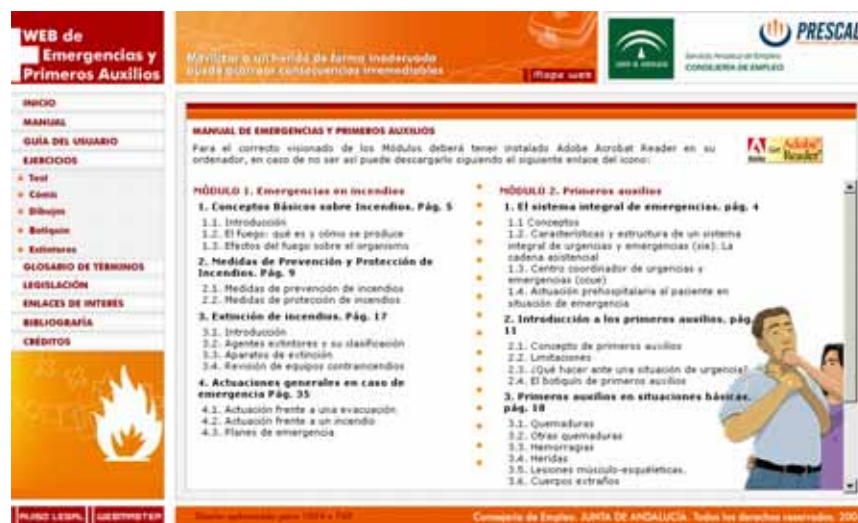 WEB de
Emergencias y
Primeros Auxilios
Movilizar a un herido de forma inadecuada
puede acarrear consecuencias irremediables
Mapa web
CONSEJERÍA DE EMPLEO
PRESCAL
INICIO
MANUAL
GUÍA DEL USUARIO
EJERCICIOS
Test
Cómic
Dibujos
Botiquín
Extintores
GLOSARIO DE TÉRMINOS
LEGISLACIÓN
ENLACES DE INTERÉS
BIBLIOGRAFÍA
CRÉDITOS
MANUAL DE EMERGENCIAS Y PRIMEROS AUXILIOS
Para el correcto visionado de los Módulos deberá tener instalado Adobe Acrobat Reader en su
ordenador, en caso de no ser así puede descargarlo siguiendo el siguiente enlace del icono:
Get Adobe Reader
MÓDULO 1. Emergencias en incendios
1. Conceptos Básicos sobre Incendios. Pág. 5
1.1. Introducción
1.2. El fuego: qué es y cómo se produce
1.3. Efectos del fuego sobre el organismo
2. Medidas de Prevención y Protección de
Incendios. Pág. 9
2.1. Medidas de prevención de incendios
2.2. Medidas de protección de incendios
3. Extinción de incendios. Pág. 17
3.1. Introducción
3.2. Agentes extintores y su clasificación
3.3. Aparatos de extinción
3.4. Revisión de equipos contraincendios
4. Actuaciones generales en caso de
emergencia Pág. 35
4.1. Actuación frente a una evacuación
4.2. Actuación frente a un incendio
4.3. Planes de emergencia
MÓDULO 2. Primeros auxilios
1. El sistema integral de emergencias. pág. 4
1.1 Conceptos
1.2. Características y estructura de un sistema
integral de urgencias y emergencias (sie). La
cadena asistencial
1.3. Centro coordinador de urgencias y
emergencias (ccue)
1.4. Actuación prehospitalaria al paciente en
situación de emergencia
2. Introducción a los primeros auxilios. pág.
11
2.1. Concepto de primeros auxilios
2.2. Limitaciones
2.3. ¿Qué hacer ante una situación de urgencia?
2.4. El botiquín de primeros auxilios
3. Primeros auxilios en situaciones básicas.
pág. 18
3.1. Quemaduras
3.2. Otras quemaduras
3.3. Hemorragias
3.4. Heridas
3.5. Lesiones músculo-esqueléticas.
3.6. Cuerpos extraños
AVISO LEGAL
WEBMASTER
Diseño optimizado para 1024 x 768
Consejería de Empleo. JUNTA DE ANDALUCÍA. Todos los derechos reservados. 200